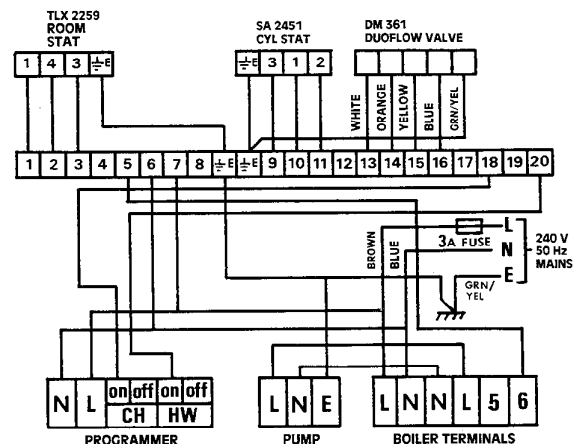 TLX 2259
ROOM
STAT
SA 2451
CYL STAT
DM 361
DUOFLOW VALVE
1 4 3 E
E 3 1 2
WHITE
ORANGE
YELLOW
BLUE
GRN/YEL
1 2 3 4 5 6 7 8 E E 9 10 11 12 13 14 15 16 17 18 19 20
BROWN
BLUE
3A FUSE
L
N
E
240 V
50 Hz
MAINS
GRN/
YEL
N L on off on off
CH HW
L N E
L N N L 5 6
PROGRAMMER
PUMP
BOILER TERMINALS